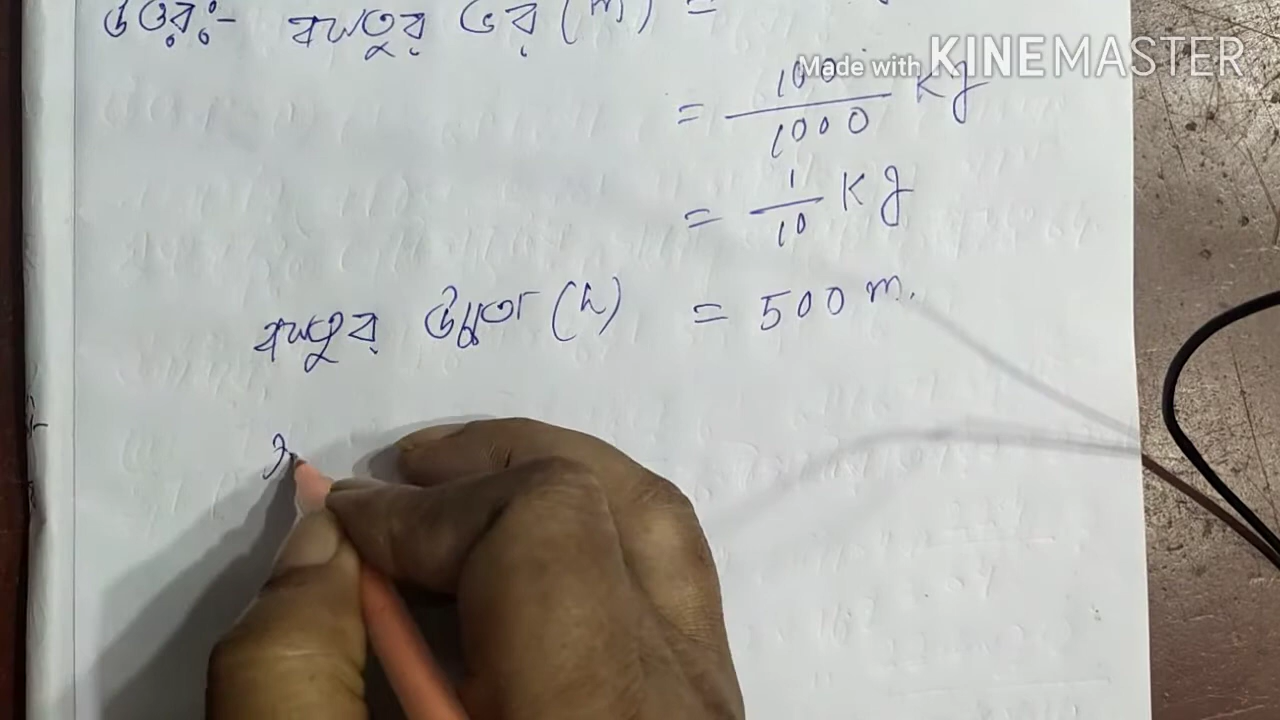 উত্তরঃ- বস্তুর ভর (m) =
Made with KINEMASTER
= 100/1000 Kg
= 1/10 Kg
বস্তুর উচ্চতা (h) = 500 m.